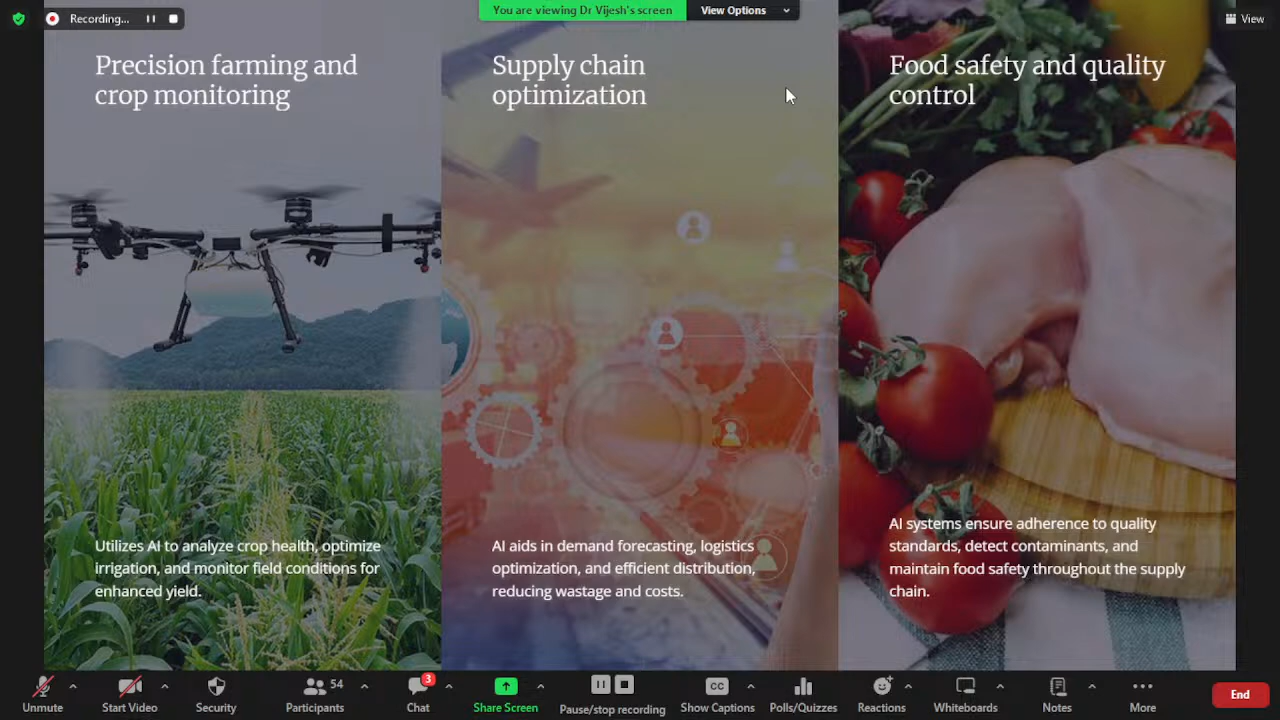 Recording...
You are viewing Dr Vijesh's screen
View Options
View
Precision farming and
crop monitoring
Supply chain
optimization
Food safety and quality
control
Utilizes AI to analyze crop health, optimize
irrigation, and monitor field conditions for
enhanced yield.
AI aids in demand forecasting, logistics
optimization, and efficient distribution,
reducing wastage and costs.
AI systems ensure adherence to quality
standards, detect contaminants, and
maintain food safety throughout the supply
chain.
Unmute
Start Video
Security
54
Participants
3
Chat
Share Screen
Pause/stop recording
CC
Show Captions
Polls/Quizzes
Reactions
Whiteboards
Notes
More
End